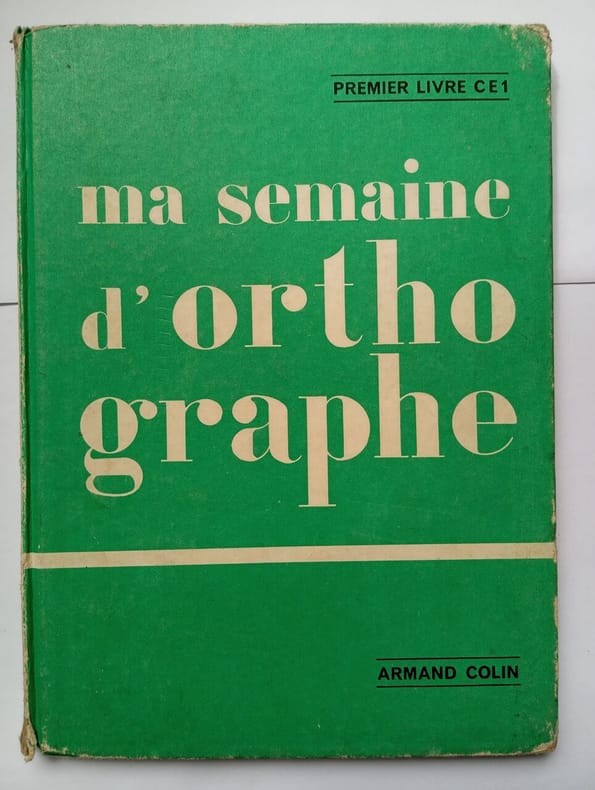 PREMIER LIVRE CE1
ma semaine
d'ortho
graphe
ARMAND COLIN